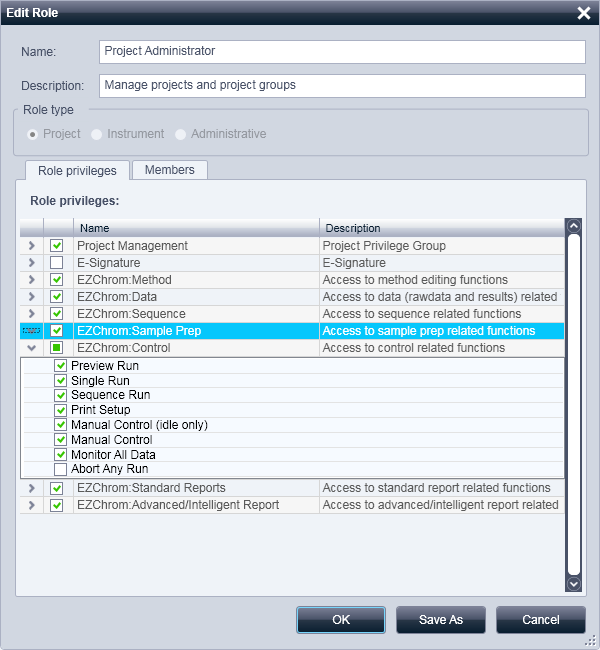 Edit Role
Name: Project Administrator
Description: Manage projects and project groups
Role type
Project Instrument Administrative
Role privileges Members
Role privileges:
Name Description
Project Management Project Privilege Group
E-Signature E-Signature
EZChrom:Method Access to method editing functions
EZChrom:Data Access to data (rawdata and results) related
EZChrom:Sequence Access to sequence related functions
EZChrom:Sample Prep Access to sample prep related functions
EZChrom:Control Access to control related functions
Preview Run
Single Run
Sequence Run
Print Setup
Manual Control (idle only)
Manual Control
Monitor All Data
Abort Any Run
EZChrom:Standard Reports Access to standard report related functions
EZChrom:Advanced/Intelligent Report Access to advanced/intelligent report related
OK Save As Cancel